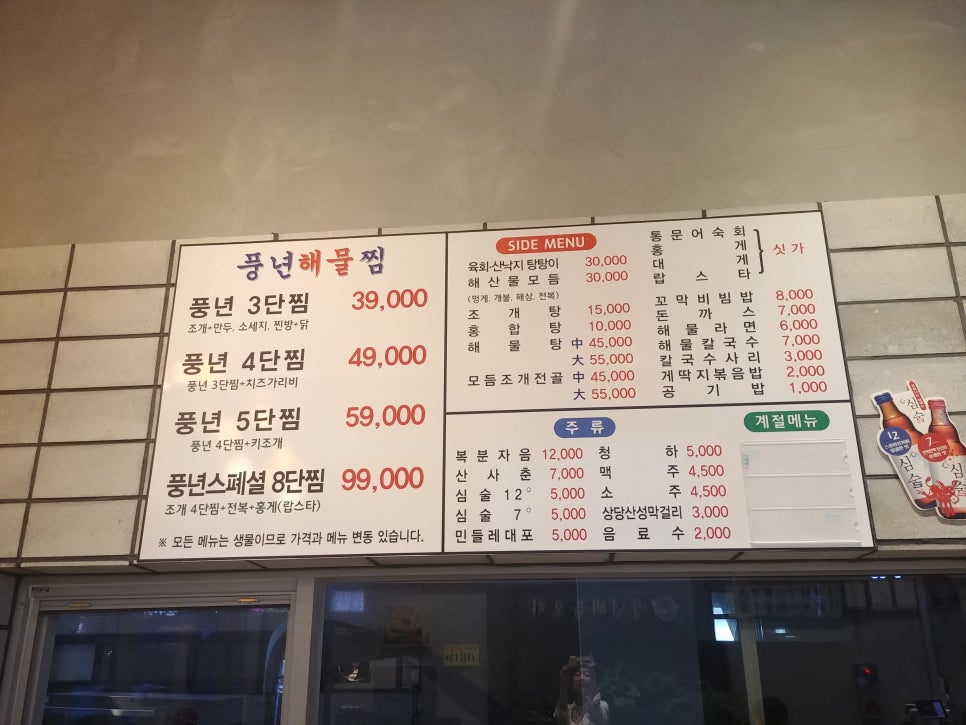 풍년해물찜
풍년 3단찜 39,000
조개+만두, 소세지, 찐방+닭
풍년 4단찜 49,000
풍년 3단찜+치즈가리비
풍년 5단찜 59,000
풍년 4단찜+키조개
풍년스페셜 8단찜 99,000
조개 4단찜+전복+홍게(랍스타)
※ 모든 메뉴는 생물이므로 가격과 메뉴 변동 있습니다.
SIDE MENU
육회·산낙지 탕탕이 30,000
해산물모듬 30,000
(멍게, 개불, 해삼, 전복)
조개탕 15,000
홍합탕 10,000
해물탕 中 45,000
大 55,000
모듬조개전골 中 45,000
大 55,000
통문어숙회
홍게
대게
랍스타
싯가
꼬막비빔밥 8,000
돈까스 7,000
해물라면 6,000
해물칼국수 7,000
칼국수사리 3,000
게딱지볶음밥 2,000
공기밥 1,000
주류
복분자음 12,000
산사춘 7,000
심술12° 5,000
심술7° 5,000
민들레대포 5,000
청하 5,000
맥주 4,500
소주 4,500
상당산성막걸리 3,000
음료수 2,000
계절메뉴
12
심술
7
심술